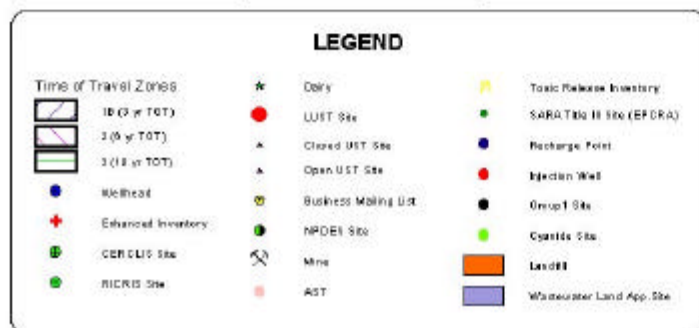 LEGEND
Time of Travel Zones
1B (3 yr TOT)
2 (6 yr TOT)
3 (10 yr TOT)
Wellhead
Enhanced Inventory
CERCLIS Site
RICRIS Site
Dairy
LUST Site
Closed UST Site
Open UST Site
Business Mailing List
NPDES Site
Mine
AST
Toxic Release Inventory
SARA Title III Site (EPCRA)
Recharge Point
Injection Well
Group1 Site
Cyanide Site
Landfill
Wastewater Land App. Site